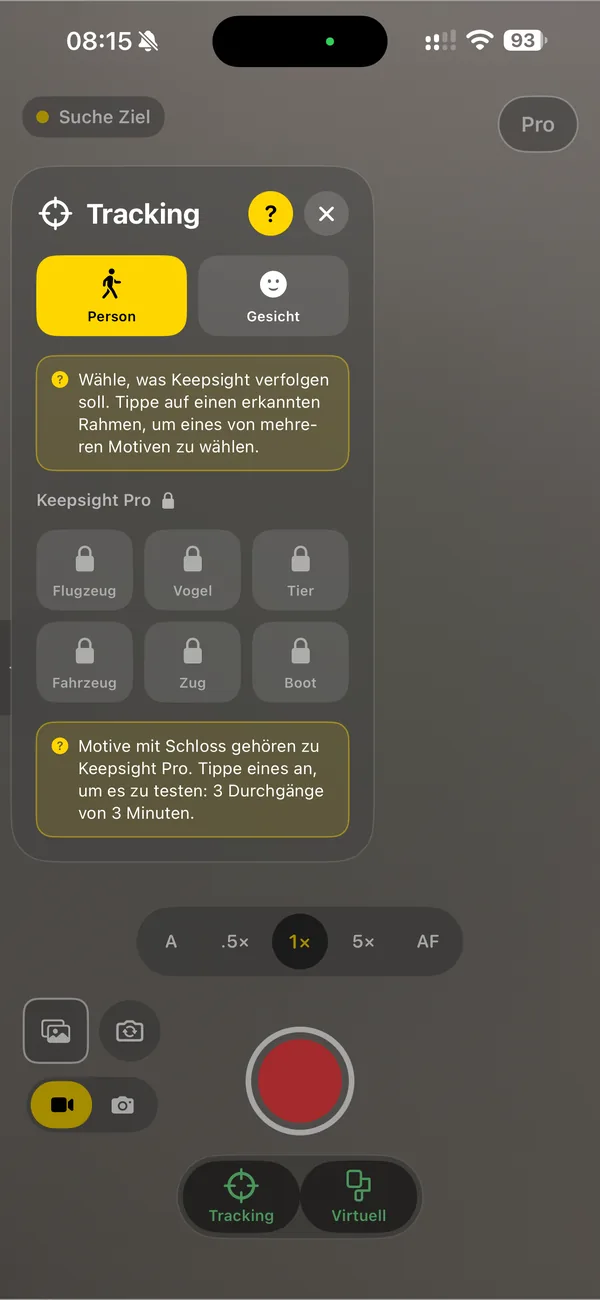 08:15
93
Suche Ziel
Pro
Tracking
?
Person
Gesicht
?
Wähle, was Keepsight verfolgen
soll. Tippe auf einen erkannten
Rahmen, um eines von mehre-
ren Motiven zu wählen.
Keepsight Pro
Flugzeug
Vogel
Tier
Fahrzeug
Zug
Boot
?
Motive mit Schloss gehören zu
Keepsight Pro. Tippe eines an,
um es zu testen: 3 Durchgänge
von 3 Minuten.
A
.5×
1×
5×
AF
Tracking
Virtuell